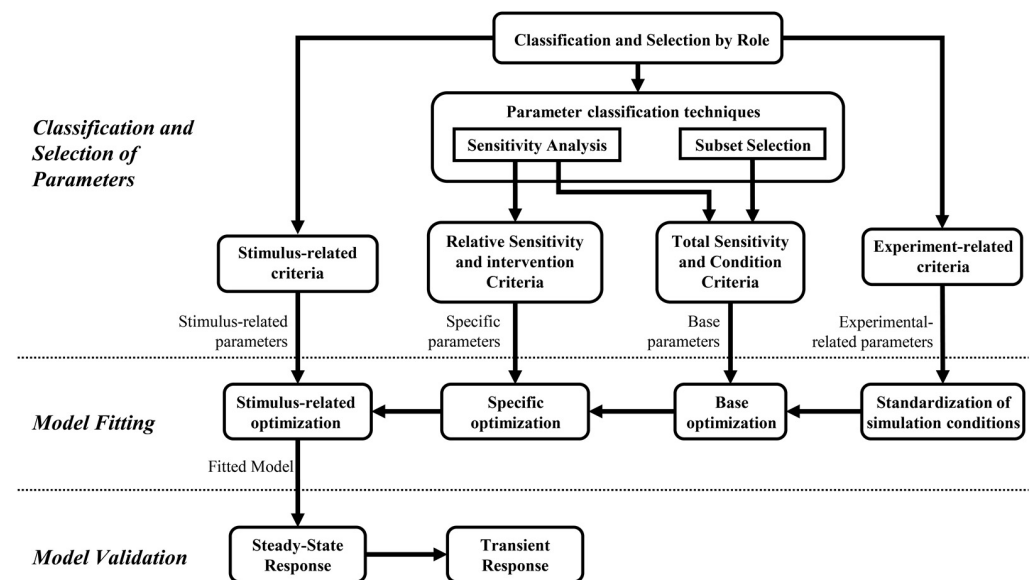 Classification and Selection by Role
Classification and
Selection of
Parameters
Parameter classification techniques
Sensitivity Analysis
Subset Selection
Stimulus-related
criteria
Relative Sensitivity
and intervention
Criteria
Total Sensitivity
and Condition
Criteria
Experiment-related
criteria
Stimulus-related
parameters
Specific
parameters
Base
parameters
Experimental-
related parameters
Model Fitting
Stimulus-related
optimization
Specific
optimization
Base
optimization
Standardization of
simulation conditions
Fitted Model
Model Validation
Steady-State
Response
Transient
Response